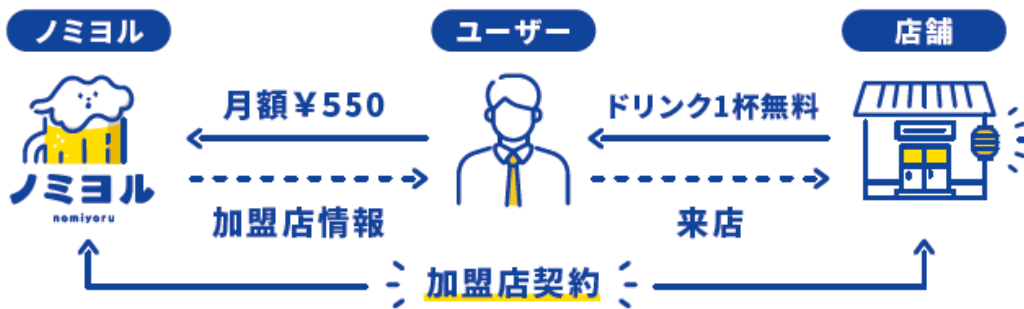 ノミヨル
ユーザー
店舗
月額￥550
ドリンク1杯無料
ノミヨル
nomiyoru
加盟店情報
来店
加盟店契約